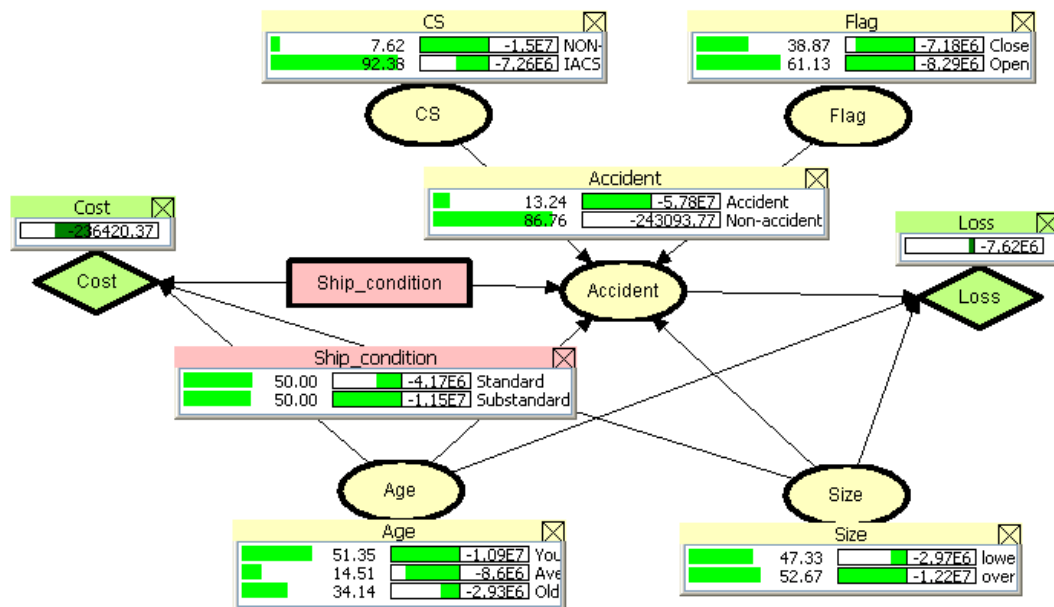 CS
7.62 -1.5E7 NON-
92.38 -7.26E6 IACS
Flag
38.87 -7.18E6 Close
61.13 -8.29E6 Open
CS
Flag
Accident
13.24 -5.78E7 Accident
86.76 -243093.77 Non-accident
Cost
-236420.37
Loss
-7.62E6
Cost
Ship_condition
Accident
Loss
Ship_condition
50.00 -4.17E6 Standard
50.00 -1.15E7 Substandard
Age
Size
Age
51.35 -1.09E7 You
14.51 -8.6E6 Ave
34.14 -2.93E6 Old
Size
47.33 -2.97E6 lowe
52.67 -1.22E7 over